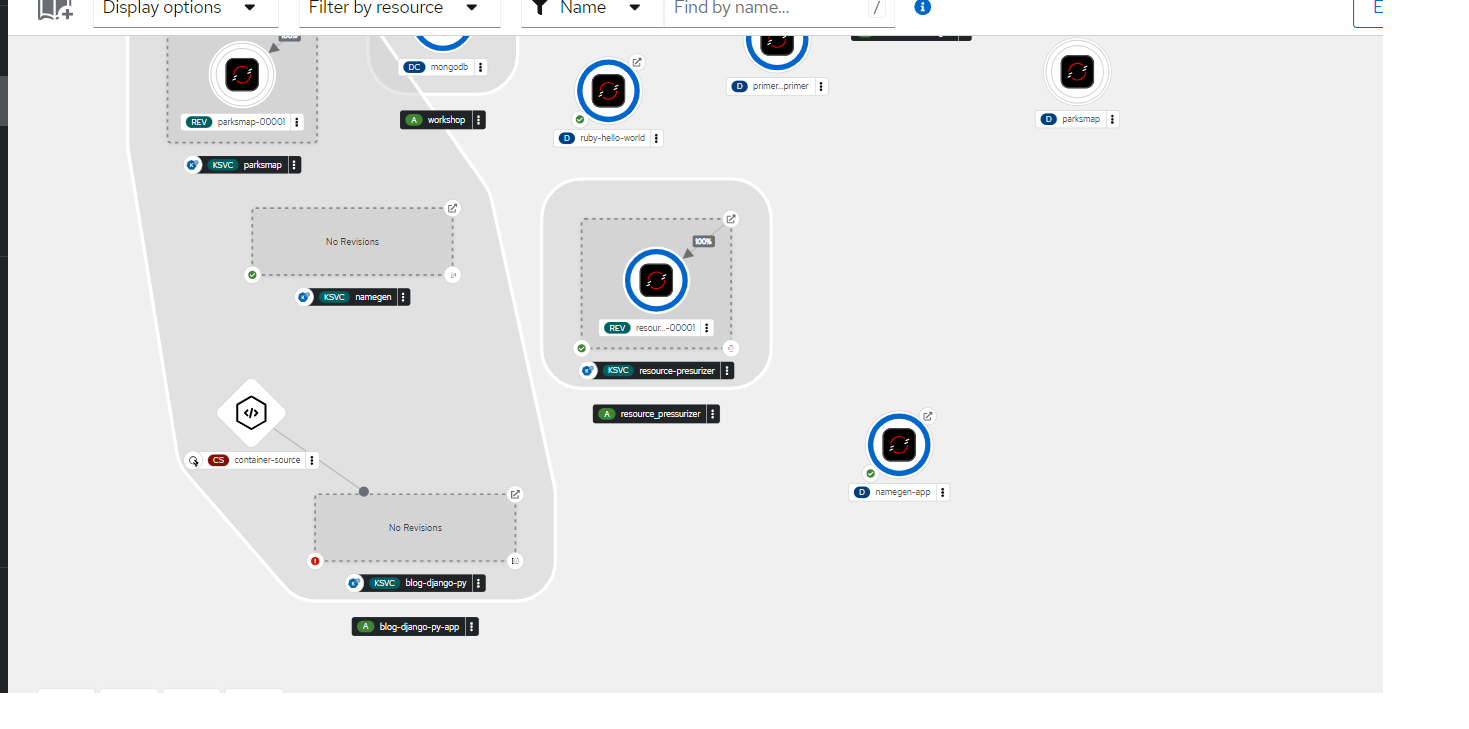 Display options
Filter by resource
Name
Find by name...
/
E
100%
DC mongodb
D primer...primer
REV parksmap-00001
A workshop
D ruby-hello-world
D parksmap
KSVC parksmap
No Revisions
100%
KSVC namegen
REV resour...-00001
KSVC resource-presurizer
A resource_pressurizer
CS container-source
D namegen-app
No Revisions
KSVC blog-django-py
A blog-django-py-app